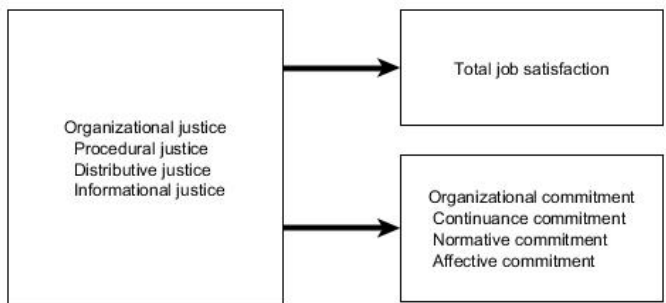 Organizational justice
Procedural justice
Distributive justice
Informational justice
Total job satisfaction
Organizational commitment
Continuance commitment
Normative commitment
Affective commitment